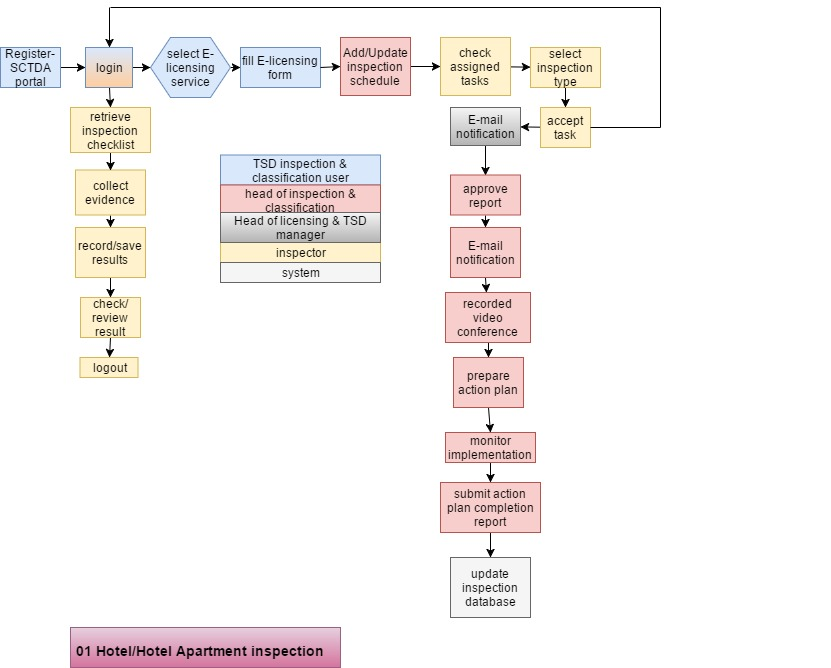 Register-
SCTDA
portal
login
select E-
licensing
service
fill E-licensing
form
Add/Update
inspection
schedule
check
assigned
tasks
select
inspection
type
accept
task
E-mail
notification
retrieve
inspection
checklist
collect
evidence
record/save
results
check/
review
result
logout
TSD inspection &
classification user
head of inspection &
classification
Head of licensing & TSD
manager
inspector
system
approve
report
E-mail
notification
recorded
video
conference
prepare
action plan
monitor
implementation
submit action
plan completion
report
update
inspection
database
01 Hotel/Hotel Apartment inspection